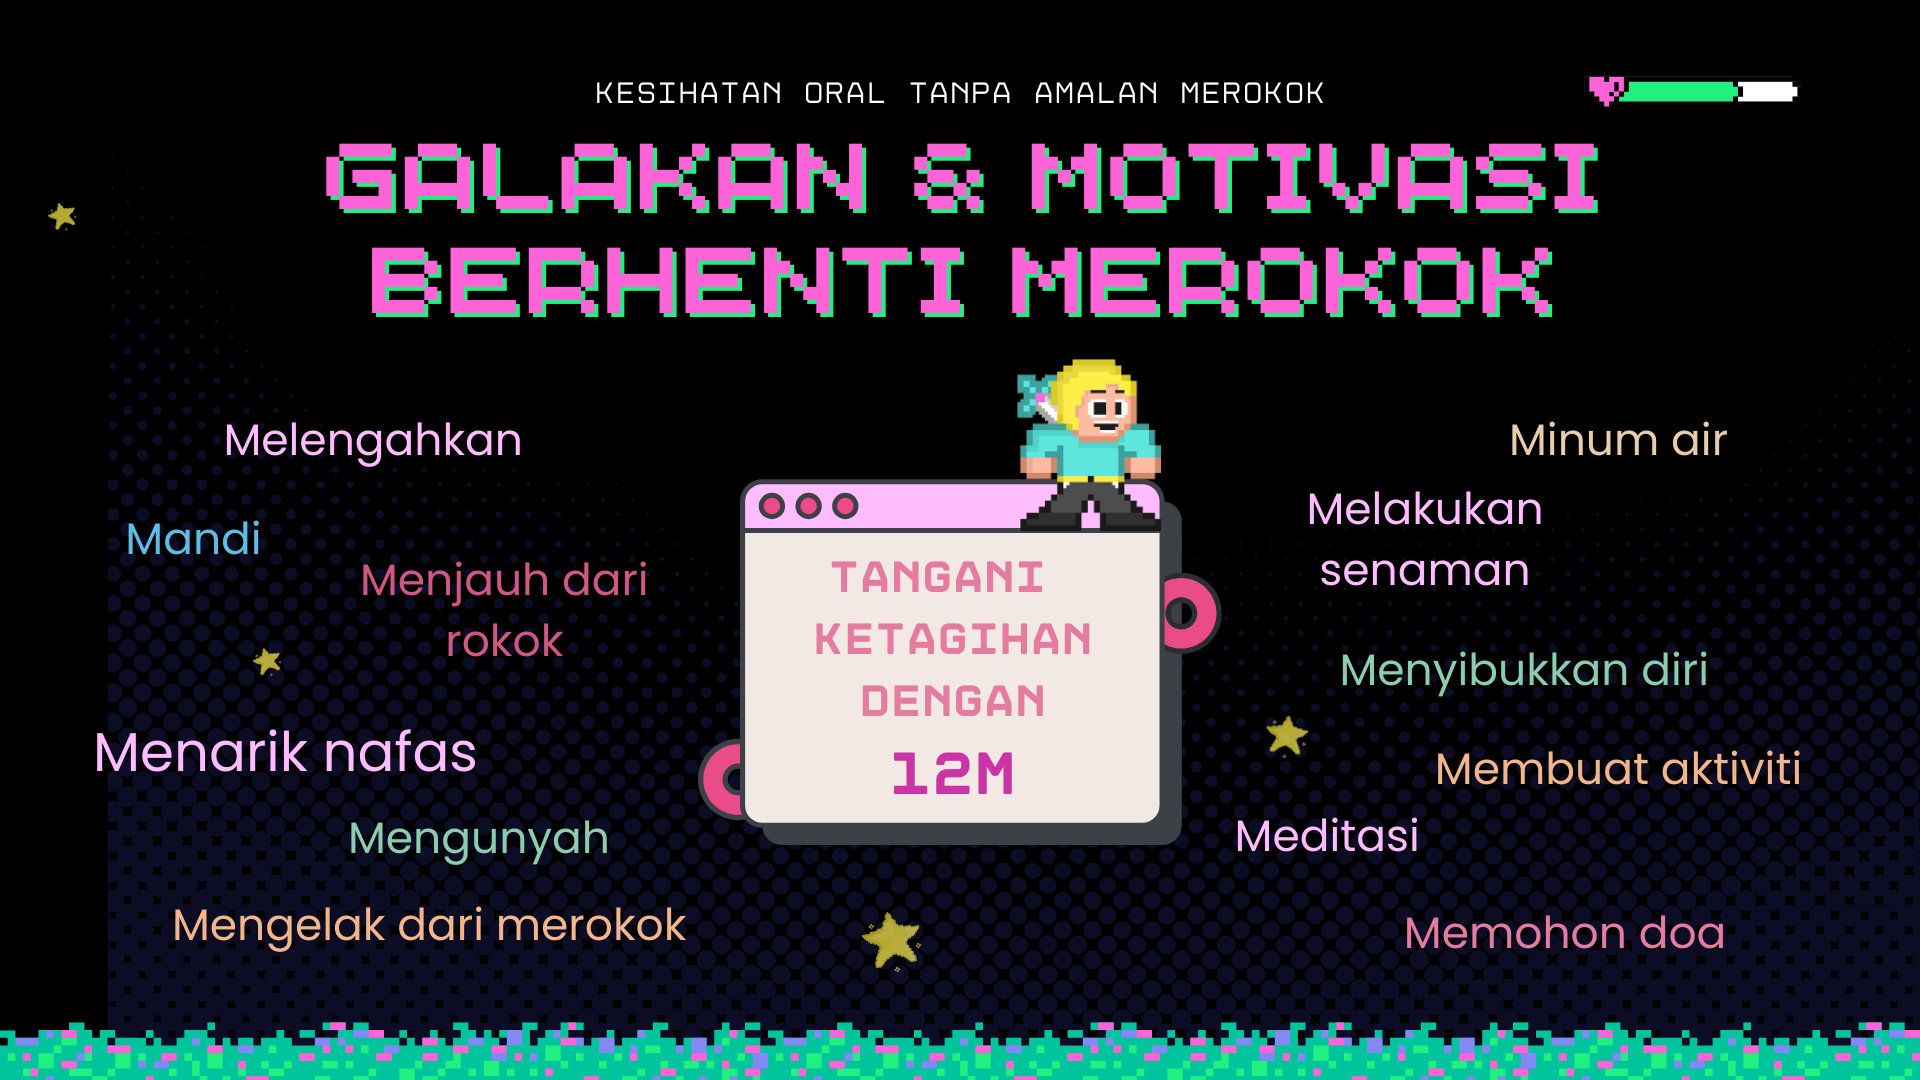 KESIHATAN ORAL TANPA AMALAN MEROKOK
GALAKAN & MOTIVASI
BERHENTI MEROKOK
Melengahkan
Mandi
Menjauh dari
rokok
Menarik nafas
Mengunyah
Mengelak dari merokok
TANGANI
KETAGIHAN
DENGAN
12M
Minum air
Melakukan
senaman
Menyibukkan diri
Membuat aktiviti
Meditasi
Memohon doa